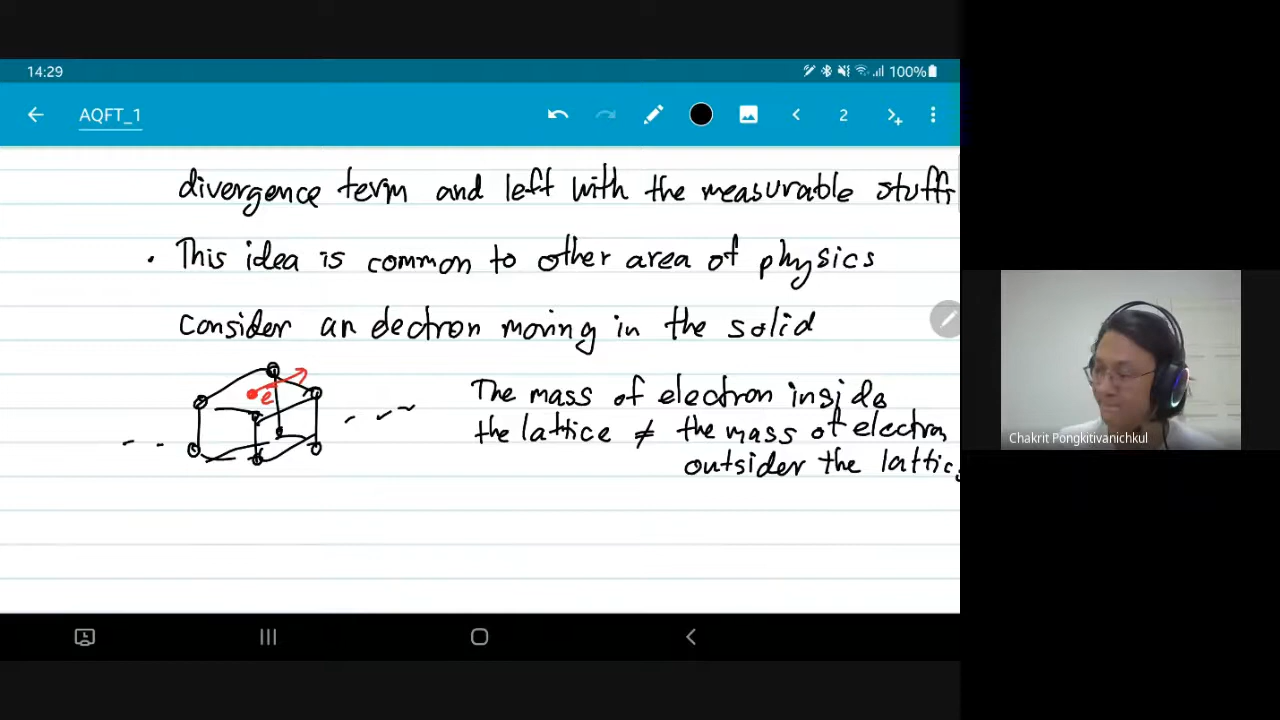 14:29
100%
AQFT_1
2
divergence term and left with the measurable stuffs
• This idea is common to other area of physics
consider an electron moving in the solid
e
The mass of electron inside
the lattice ≠ the mass of electron
outsider the lattice
Chakrit Pongkitivanichkul